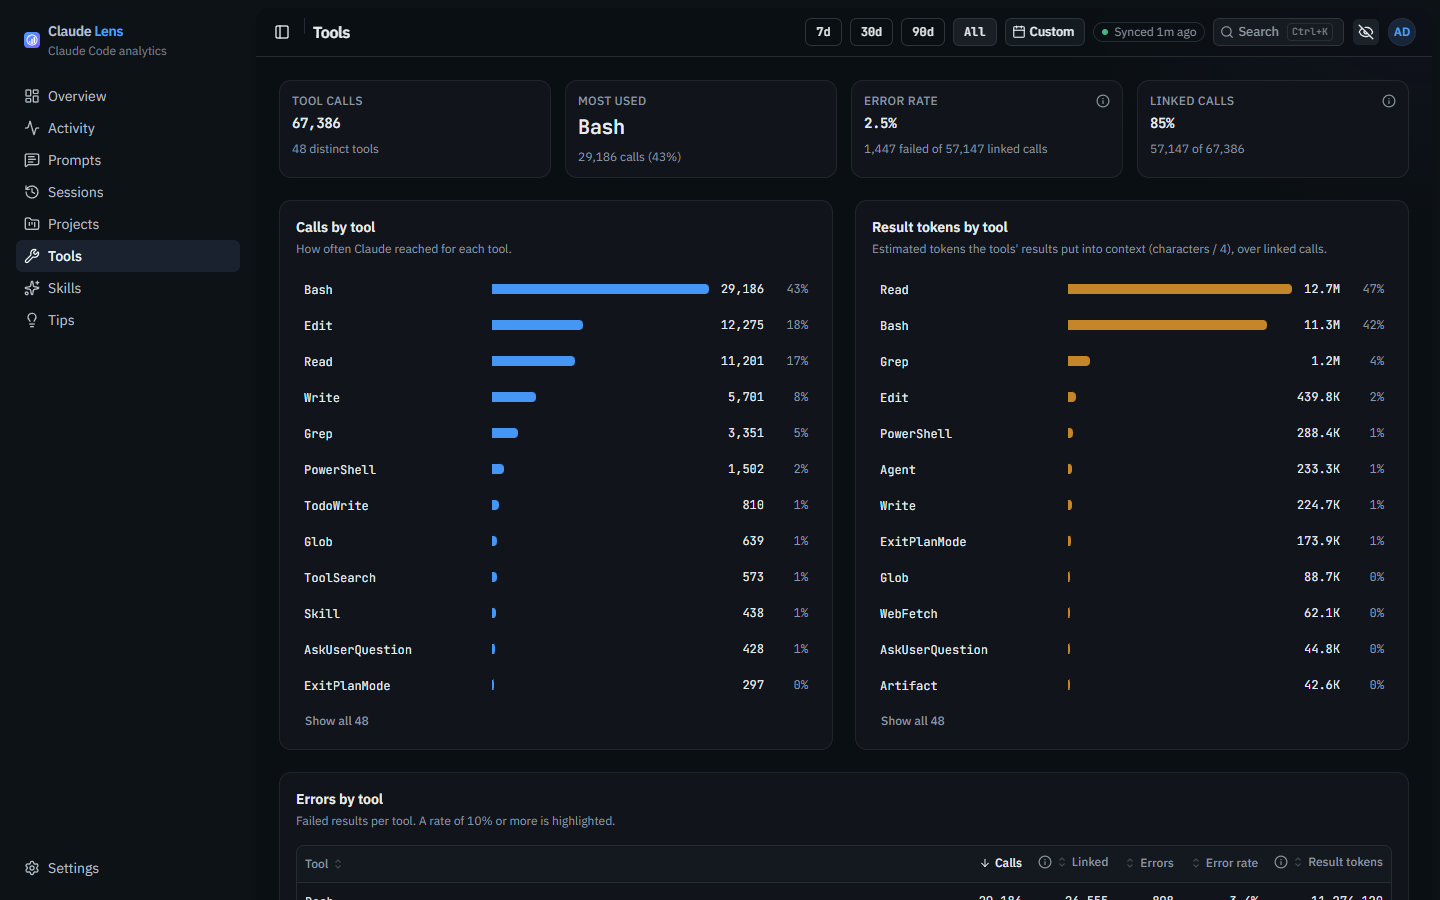 Claude Lens
Claude Code analytics
Overview
Activity
Prompts
Sessions
Projects
Tools
Skills
Tips
Settings
Tools
7d
30d
90d
All
Custom
Synced 1m ago
Search Ctrl+K
AD
TOOL CALLS
67,386
48 distinct tools
MOST USED
Bash
29,186 calls (43%)
ERROR RATE
2.5%
1,447 failed of 57,147 linked calls
LINKED CALLS
85%
57,147 of 67,386
Calls by tool
How often Claude reached for each tool.
Bash 29,186 43%
Edit 12,275 18%
Read 11,201 17%
Write 5,701 8%
Grep 3,351 5%
PowerShell 1,502 2%
TodoWrite 810 1%
Glob 639 1%
ToolSearch 573 1%
Skill 438 1%
AskUserQuestion 428 1%
ExitPlanMode 297 0%
Show all 48
Result tokens by tool
Estimated tokens the tools' results put into context (characters / 4), over linked calls.
Read 12.7M 47%
Bash 11.3M 42%
Grep 1.2M 4%
Edit 439.8K 2%
PowerShell 288.4K 1%
Agent 233.3K 1%
Write 224.7K 1%
ExitPlanMode 173.9K 1%
Glob 88.7K 0%
WebFetch 62.1K 0%
AskUserQuestion 44.8K 0%
Artifact 42.6K 0%
Show all 48
Errors by tool
Failed results per tool. A rate of 10% or more is highlighted.
Tool Calls Linked Errors Error rate Result tokens
Bash 29,186